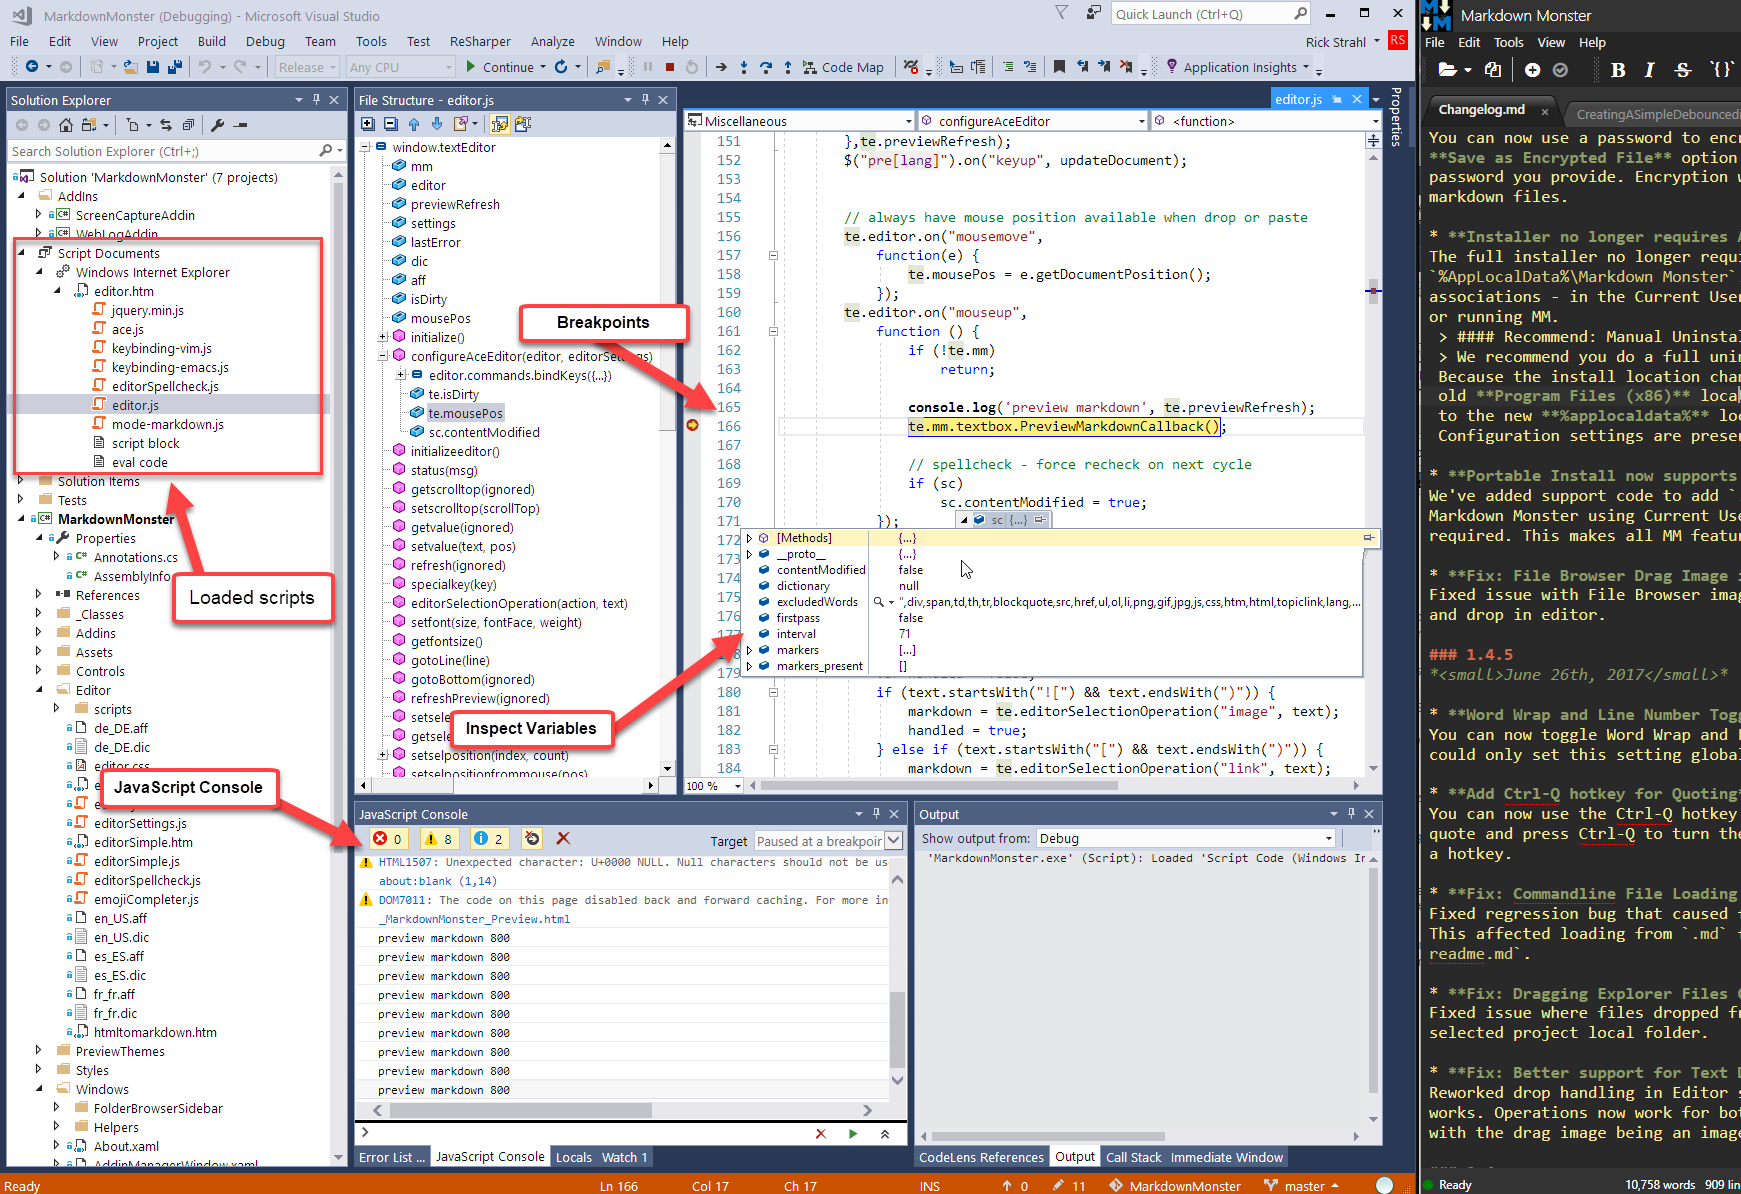 MarkdownMonster (Debugging) - Microsoft Visual Studio
Quick Launch (Ctrl+Q)
File Edit View Project Build Debug Team Tools Test ReSharper Analyze Window Help
Rick Strahl RS
Release Any CPU Continue Code Map Application Insights
Solution Explorer
Search Solution Explorer (Ctrl+;)
Solution 'MarkdownMonster' (7 projects)
AddIns
ScreenCaptureAddin
WebLogAddin
Script Documents
Windows Internet Explorer
editor.htm
jquery.min.js
ace.js
keybinding-vim.js
keybinding-emacs.js
editorSpellcheck.js
editor.js
mode-markdown.js
script block
eval code
Solution Items
Tests
MarkdownMonster
Properties
Annotations.cs
AssemblyInfo
References
_Classes
Addins
Assets
Controls
Editor
scripts
de_DE.aff
de_DE.dic
editor.css
editorSettings.js
editorSimple.htm
editorSimple.js
editorSpellcheck.js
emojiCompleter.js
en_US.aff
en_US.dic
es_ES.aff
es_ES.dic
fr_fr.aff
fr_fr.dic
htmltomarkdown.htm
PreviewThemes
Styles
Windows
FolderBrowserSidebar
Helpers
About.xaml
AddinManagerWindow.xaml
Loaded scripts
JavaScript Console
File Structure - editor.js
window.textEditor
mm
editor
previewRefresh
settings
lastError
dic
aff
isDirty
mousePos
initialize()
configureAceEditor(editor, editorSettings)
editor.commands.bindKeys({...})
te.isDirty
te.mousePos
sc.contentModified
initializeeditor()
status(msg)
getscrolltop(ignored)
setscrolltop(scrollTop)
getvalue(ignored)
setvalue(text, pos)
refresh(ignored)
specialkey(key)
editorSelectionOperation(action, text)
setfont(size, fontFace, weight)
getfontsize()
gotoLine(line)
gotoBottom(ignored)
refreshPreview(ignored)
setsele
getsele
setselposition(index, count)
setselpositionfrommouse(pos)
Breakpoints
Inspect Variables
editor.js
Properties
Miscellaneous configureAceEditor <function>
151 },te.previewRefresh);
152 $("pre[lang]").on("keyup", updateDocument);
153
154
155 // always have mouse position available when drop or paste
156 te.editor.on("mousemove",
157 function(e) {
158 te.mousePos = e.getDocumentPosition();
159 });
160 te.editor.on("mouseup",
161 function () {
162 if (!te.mm)
163 return;
164
165 console.log('preview markdown', te.previewRefresh);
166 te.mm.textbox.PreviewMarkdownCallback();
167
168 // spellcheck - force recheck on next cycle
169 if (sc)
170 sc.contentModified = true;
171 });
sc {...}
172 [Methods] {...}
173 __proto__ {...}
contentModified false
174 dictionary null
175 excludedWords ",div,span,td,th,tr,blockquote,src,href,ul,ol,li,png,gif,jpg,js,css,htm,html,topiclink,lang,...
176 firstpass false
interval 71
markers [...]
179 markers_present []
180 if (text.startsWith("![") && text.endsWith(")")) {
181 markdown = te.editorSelectionOperation("image", text);
182 handled = true;
183 } else if (text.startsWith("[") && text.endsWith(")")) {
184 markdown = te.editorSelectionOperation("link", text);
100 %
JavaScript Console
0 8 2 Target Paused at a breakpoir
HTML1507: Unexpected character: U+0000 NULL. Null characters should not be us
about:blank (1,14)
DOM7011: The code on this page disabled back and forward caching. For more in
_MarkdownMonster_Preview.html
preview markdown 800
preview markdown 800
preview markdown 800
preview markdown 800
preview markdown 800
preview markdown 800
preview markdown 800
preview markdown 800
preview markdown 800
Error List ... JavaScript Console Locals Watch 1
Output
Show output from: Debug
'MarkdownMonster.exe' (Script): Loaded 'Script Code (Windows In
CodeLens References Output Call Stack Immediate Window
Ready Ln 166 Col 17 Ch 17 INS 0 11 MarkdownMonster master
Markdown Monster
File Edit Tools View Help
B I S
Changelog.md CreatingASimpleDebouncedi
You can now use a password to encr
**Save as Encrypted File** option
password you provide. Encryption w
markdown files.
* **Installer no longer requires A
The full installer no longer requi
`%AppLocalData%\Markdown Monster`
associations - in the Current User
or running MM.
> #### Recommend: Manual Uninstal
> We recommend you do a full unin
Because the install location chan
old **Program Files (x86)** local
to the new **%applocaldata%** loc
Configuration settings are preser
* **Portable Install now supports
We've added support code to add `.
Markdown Monster using Current Use
required. This makes all MM featur
* **Fix: File Browser Drag Image i
Fixed issue with File Browser imag
and drop in editor.
### 1.4.5
*<small>June 26th, 2017</small>*
* **Word Wrap and Line Number Togg
You can now toggle Word Wrap and L
could only set this setting global
* **Add Ctrl-Q hotkey for Quoting*
You can now use the Ctrl-Q hotkey
quote and press Ctrl-Q to turn the
a hotkey.
* **Fix: Commandline File Loading
Fixed regression bug that caused f
This affected loading from `.md` f
readme.md`.
* **Fix: Dragging Explorer Files
Fixed issue where files dropped fr
selected project local folder.
* **Fix: Better support for Text D
Reworked drop handling in Editor s
works. Operations now work for bot
with the drag image being an image
Ready 10,758 words 909 lin